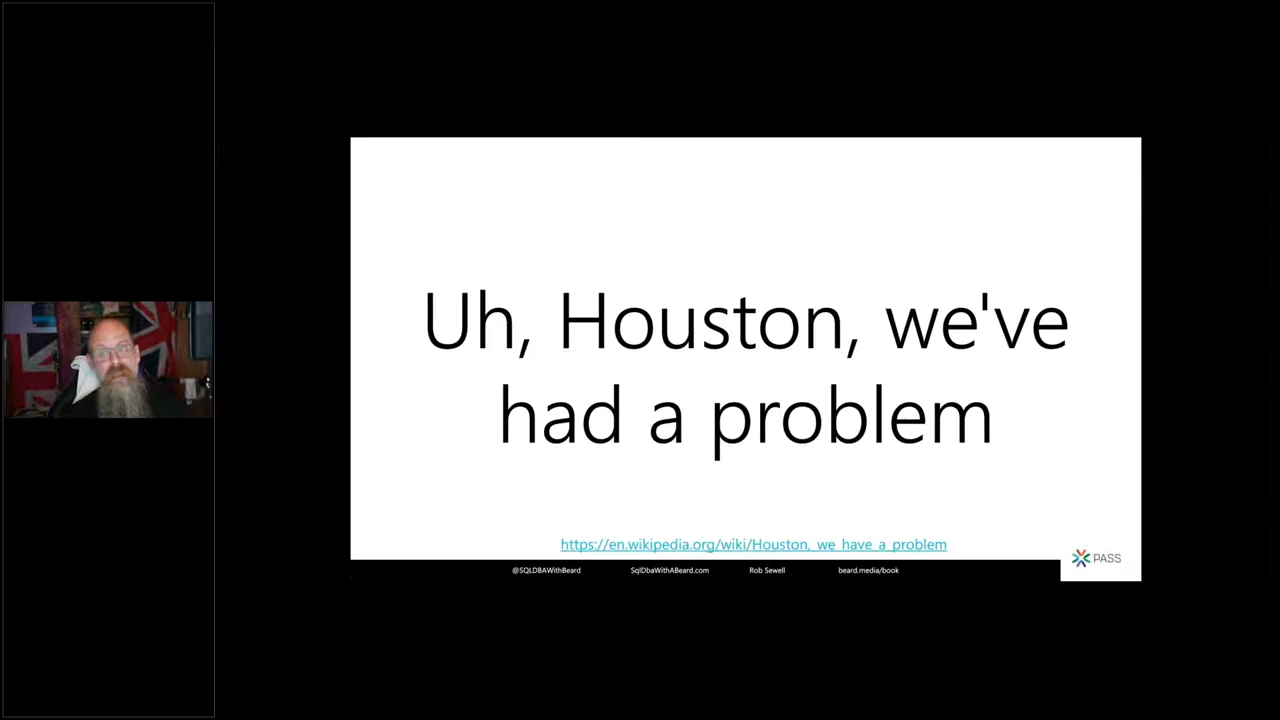 Uh, Houston, we've
had a problem
https://en.wikipedia.org/wiki/Houston,_we_have_a_problem
PASS
@SQLDBAWithBeard SqlDbaWithABeard.com Rob Sewell beard.media/book